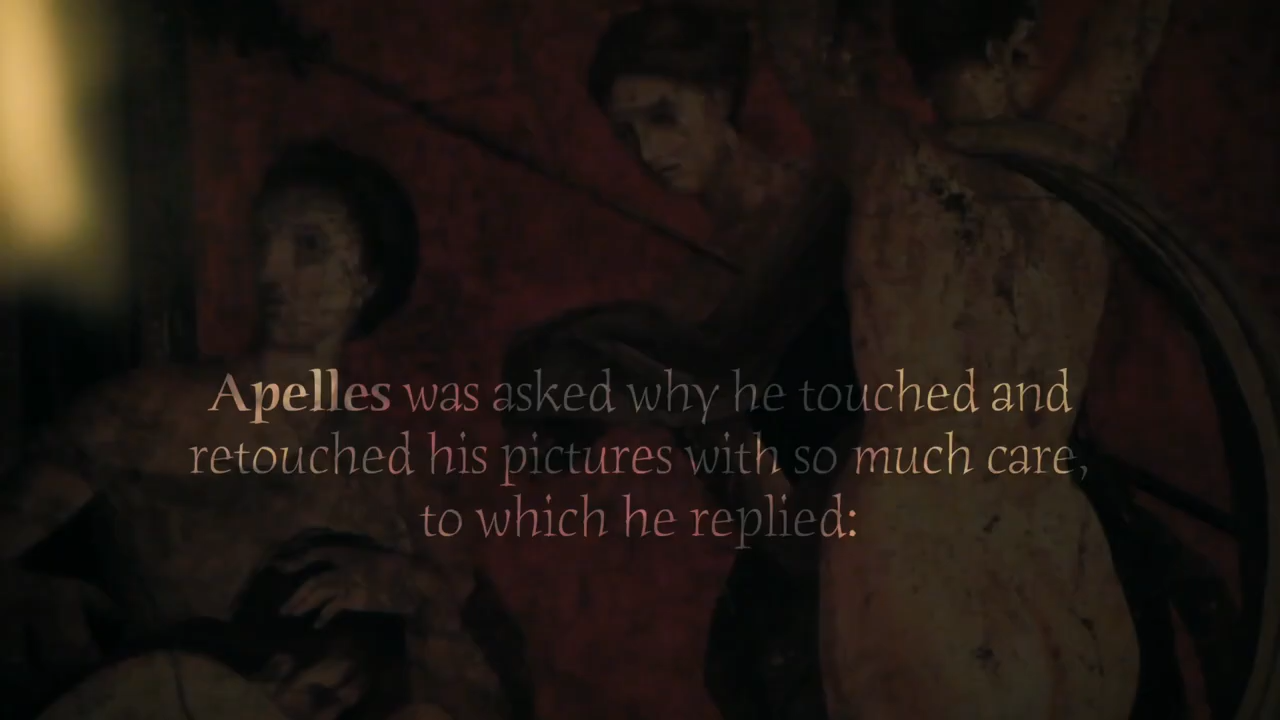 Apelles was asked why he touched and
retouched his pictures with so much care,
to which he replied: